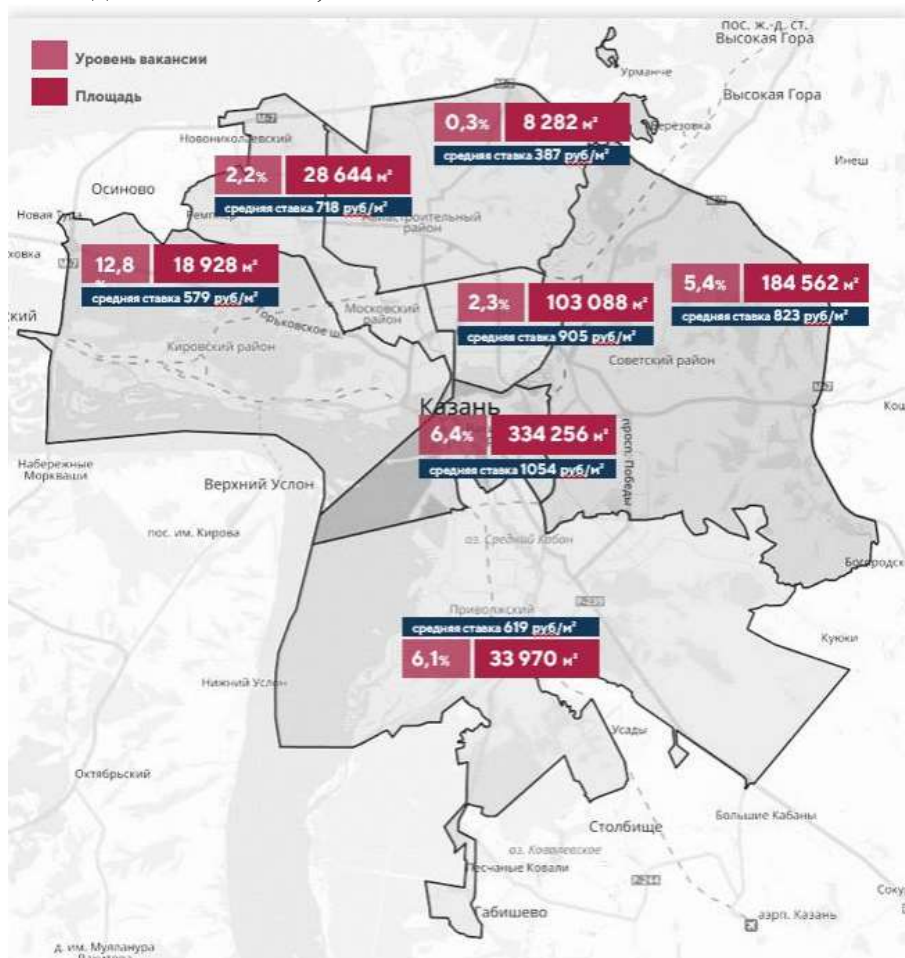 пос. ж.-д. ст.
Высокая Гора
Уровень вакансии
Площадь
Урманче
Высокая Гора
0,3% 8 282 м²
средняя ставка 387 руб/м²
Берёзовка
Новониколаевский
Инеш
2,2% 28 644 м²
средняя ставка 718 руб/м²
Осиново
Новая Тура
район
12,8 18 928 м²
средняя ставка 579 руб/м²
5,4% 184 562 м²
средняя ставка 823 руб/м²
2,3% 103 088 м²
средняя ставка 905 руб/м²
Московский
район
Горьковское ш.
Кировский район
Советский район
Казань
6,4% 334 256 м²
средняя ставка 1054 руб/м²
просп. Победы
Набережные
Моркваши
Верхний Услон
пос. им. Кирова
оз. Средний Кабан
Приволжский
средняя ставка 619 руб/м²
6,1% 33 970 м²
Куюки
Нижний Услон
Усады
Октябрьский
Большие Кабаны
Столбище
оз. Ковалевское
Песчаные Ковали
Габишево
аэрп. Казань
д. им. Мулланура